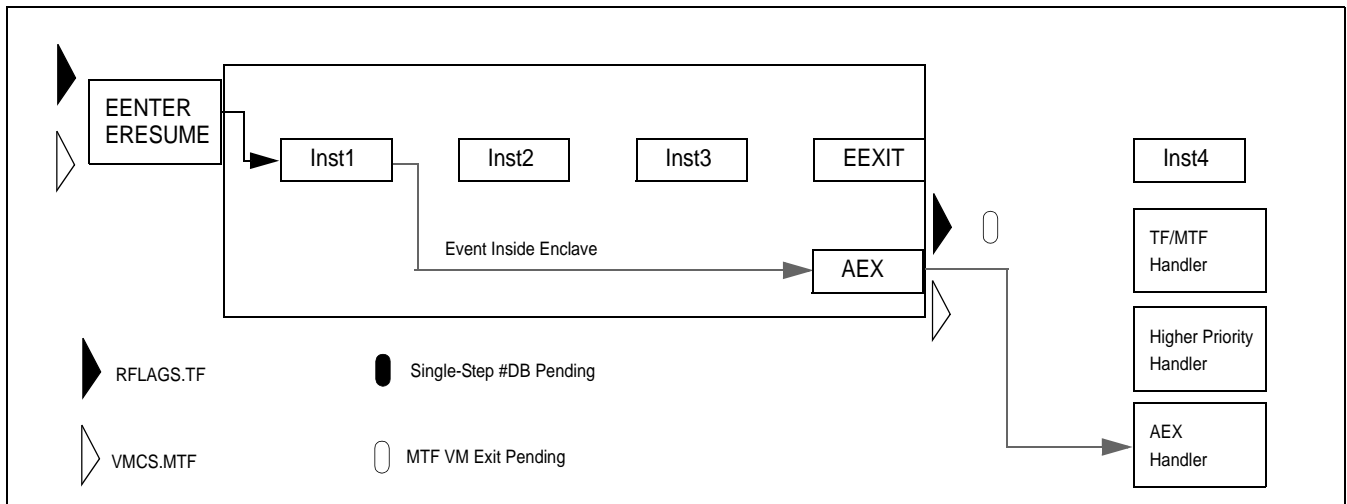 EENTER
ERESUME
Inst1
Inst2
Inst3
EEXIT
Inst4
Event Inside Enclave
AEX
TF/MTF
Handler
Higher Priority
Handler
AEX
Handler
RFLAGS.TF
Single-Step #DB Pending
VMCS.MTF
MTF VM Exit Pending